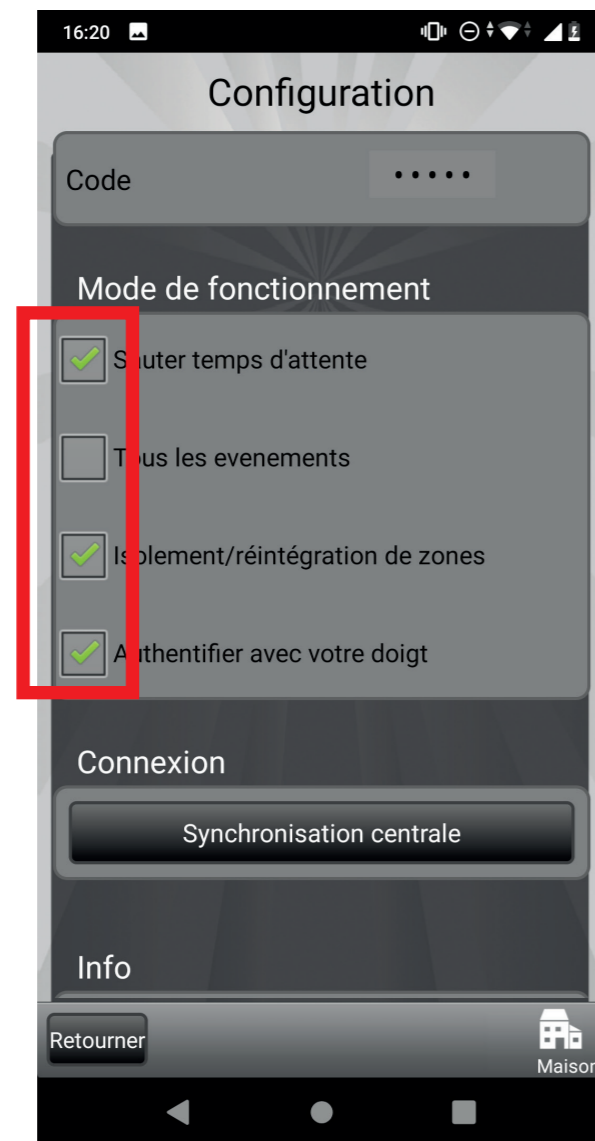 16:20
Configuration
Code •••••
Mode de fonctionnement
Sauter temps d'attente
Tous les evenements
Isolement/réintégration de zones
Authentifier avec votre doigt
Connexion
Synchronisation centrale
Info
Retourner
Maison